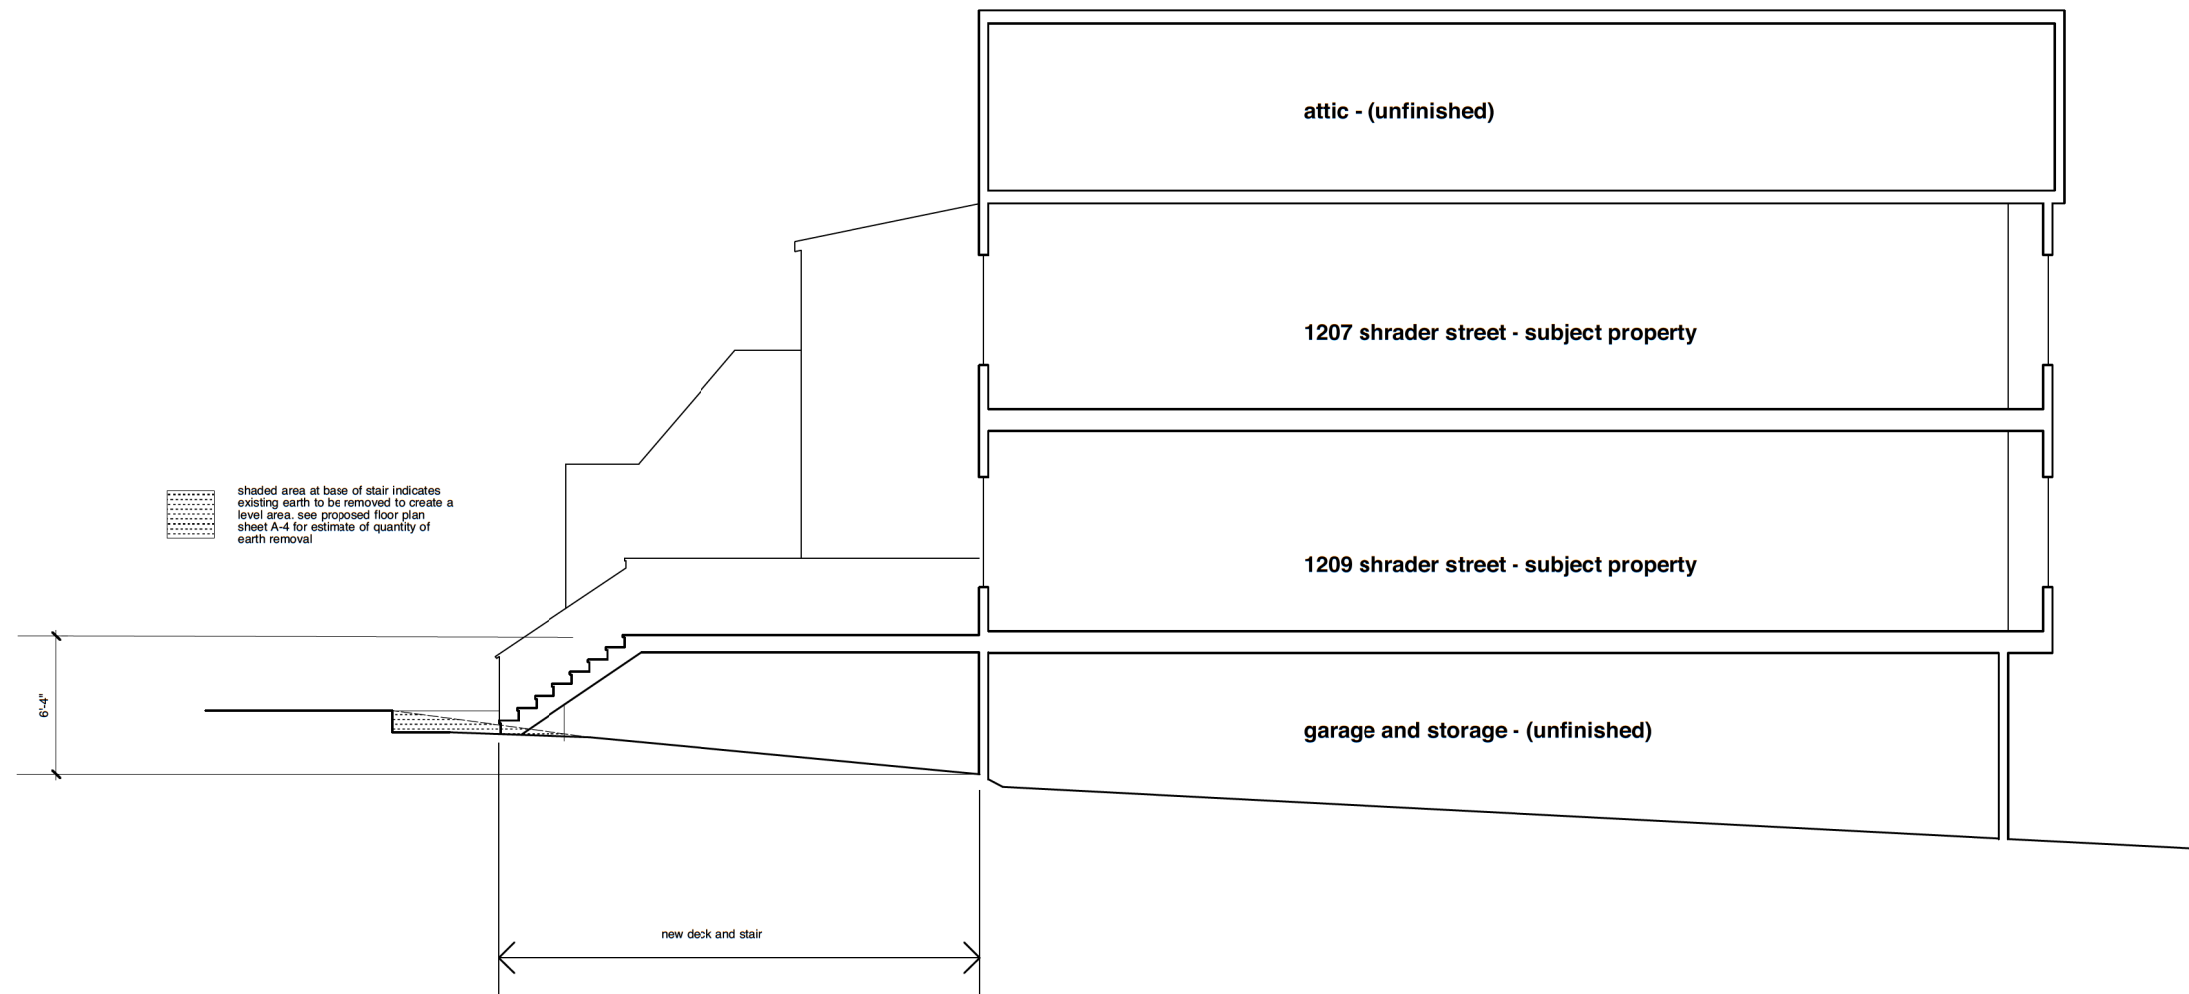 attic - (unfinished)
1207 shrader street - subject property
shaded area at base of stair indicates
existing earth to be removed to create a
level area. see proposed floor plan
sheet A-4 for estimate of quantity of
earth removal
1209 shrader street - subject property
6'-4"
garage and storage - (unfinished)
new deck and stair